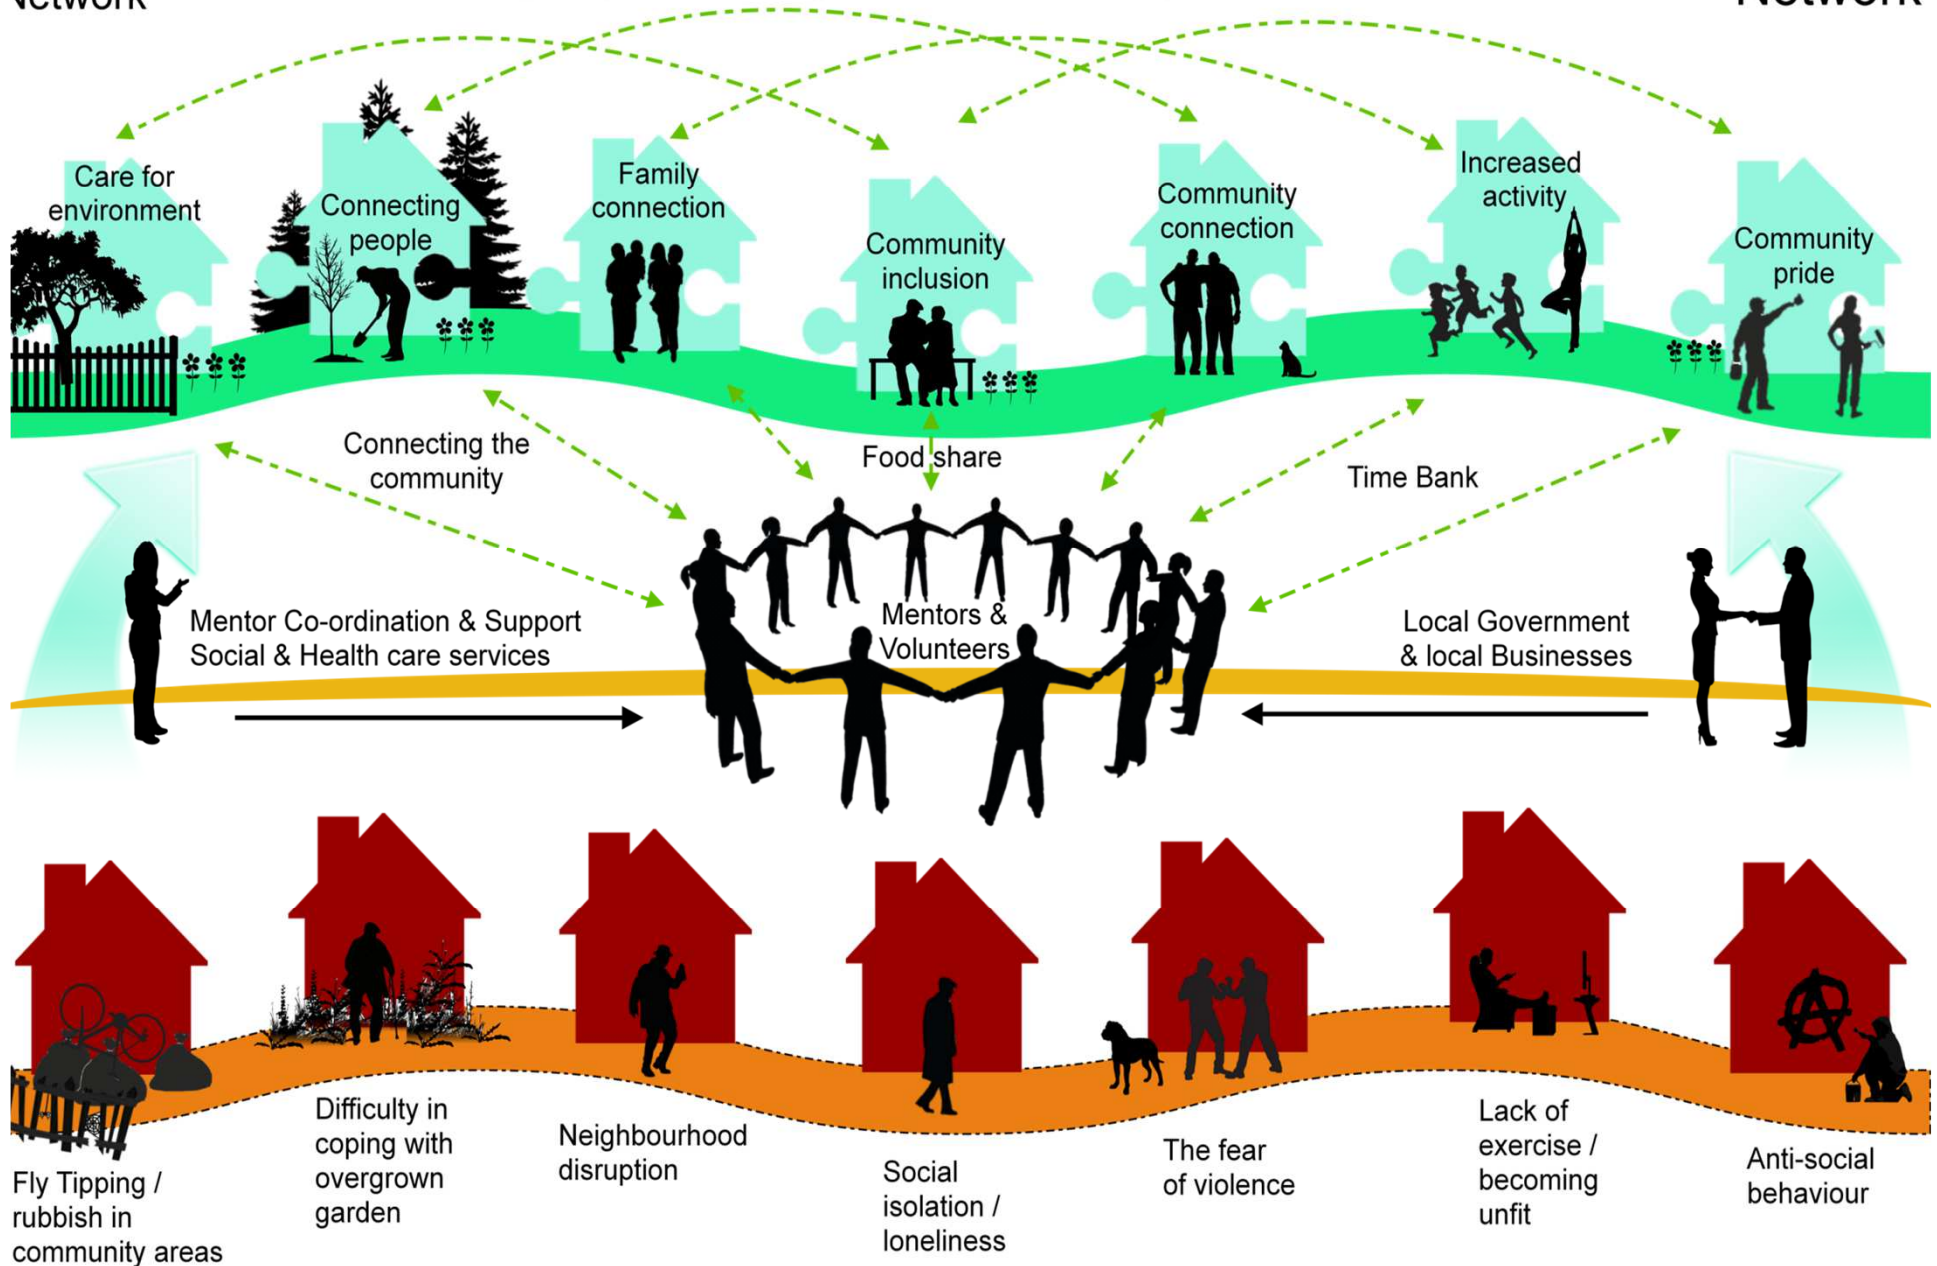 Network
Network
Care for
environment
Connecting
people
Family
connection
Community
inclusion
Community
connection
Increased
activity
Community
pride
Connecting the
community
Food share
Time Bank
Mentor Co-ordination & Support
Social & Health care services
Mentors &
Volunteers
Local Government
& local Businesses
Fly Tipping /
rubbish in
community areas
Difficulty in
coping with
overgrown
garden
Neighbourhood
disruption
Social
isolation /
loneliness
The fear
of violence
Lack of
exercise /
becoming
unfit
Anti-social
behaviour